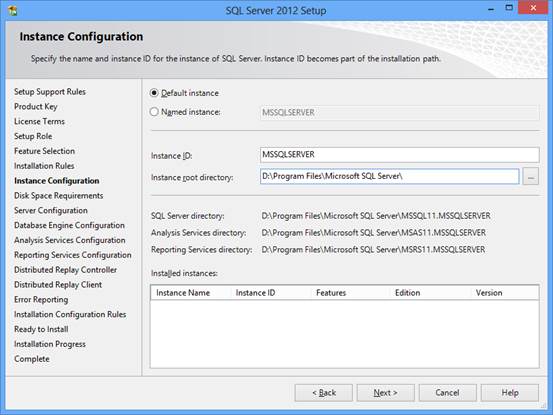 SQL Server 2012 Setup
Instance Configuration
Specify the name and instance ID for the instance of SQL Server. Instance ID becomes part of the installation path.
Setup Support Rules
Product Key
License Terms
Setup Role
Feature Selection
Installation Rules
Instance Configuration
Disk Space Requirements
Server Configuration
Database Engine Configuration
Analysis Services Configuration
Reporting Services Configuration
Distributed Replay Controller
Distributed Replay Client
Error Reporting
Installation Configuration Rules
Ready to Install
Installation Progress
Complete
Default instance
Named instance: MSSQLSERVER
Instance ID: MSSQLSERVER
Instance root directory: D:\Program Files\Microsoft SQL Server\ ...
SQL Server directory: D:\Program Files\Microsoft SQL Server\MSSQL11.MSSQLSERVER
Analysis Services directory: D:\Program Files\Microsoft SQL Server\MSAS11.MSSQLSERVER
Reporting Services directory: D:\Program Files\Microsoft SQL Server\MSRS11.MSSQLSERVER
Installed instances:
Instance Name Instance ID Features Edition Version
< Back Next > Cancel Help